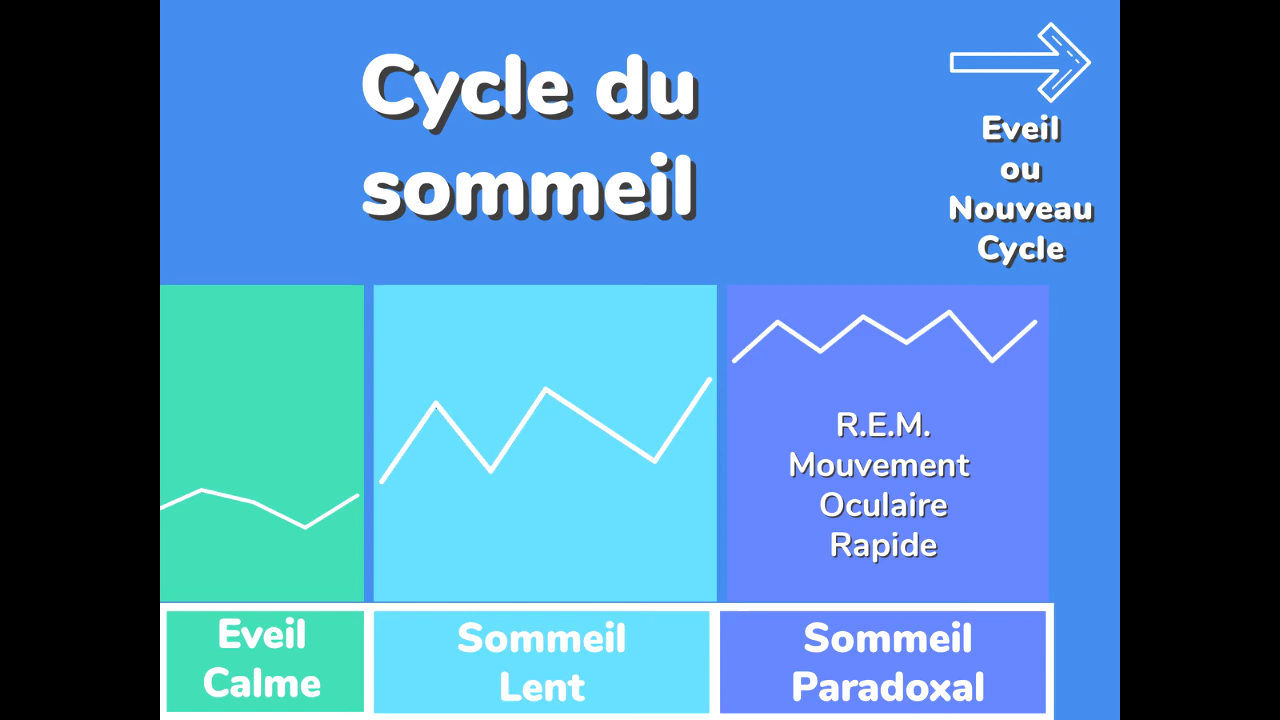 Cycle du
sommeil
Eveil
ou
Nouveau
Cycle
R.E.M.
Mouvement
Oculaire
Rapide
Eveil
Calme
Sommeil
Lent
Sommeil
Paradoxal